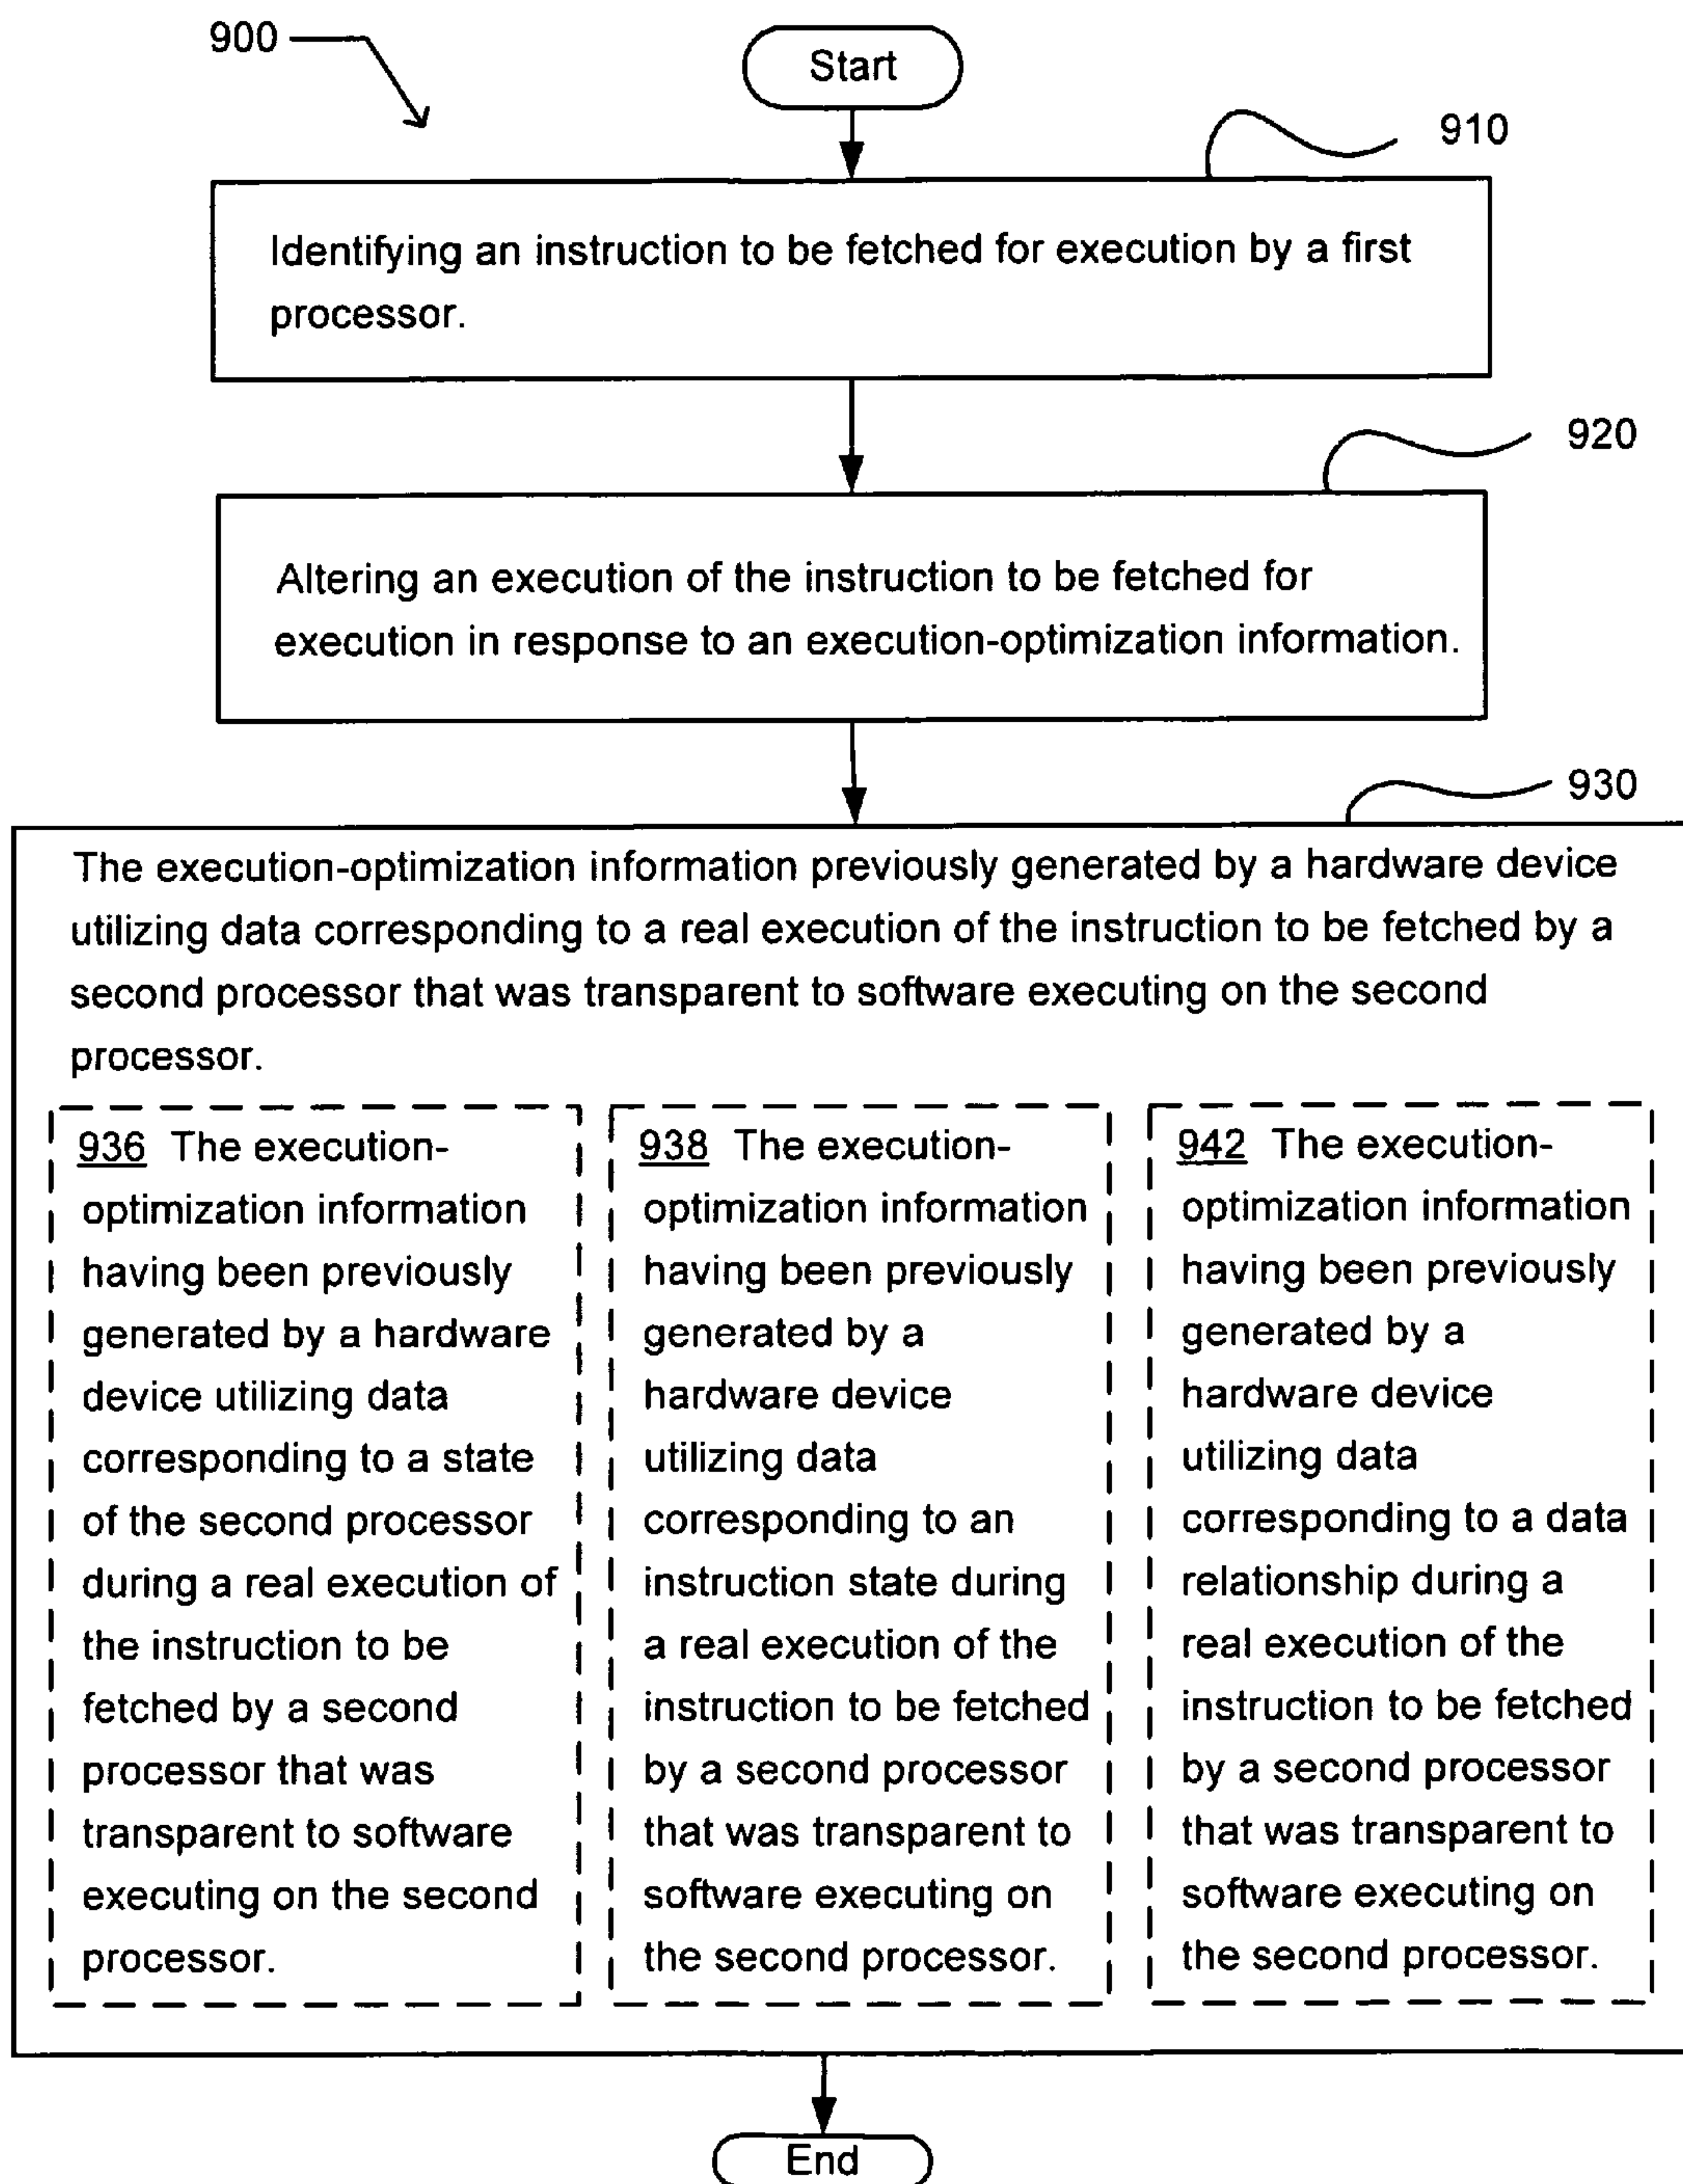 900
Start
910
Identifying an instruction to be fetched for execution by a first
processor.
920
Altering an execution of the instruction to be fetched for
execution in response to an execution-optimization information.
930
The execution-optimization information previously generated by a hardware device
utilizing data corresponding to a real execution of the instruction to be fetched by a
second processor that was transparent to software executing on the second
processor.
936 The execution-
optimization information
having been previously
generated by a hardware
device utilizing data
corresponding to a state
of the second processor
during a real execution of
the instruction to be
fetched by a second
processor that was
transparent to software
executing on the second
processor.
938 The execution-
optimization information
having been previously
generated by a
hardware device
utilizing data
corresponding to an
instruction state during
a real execution of the
instruction to be fetched
by a second processor
that was transparent to
software executing on
the second processor.
942 The execution-
optimization information
having been previously
generated by a
hardware device
utilizing data
corresponding to a data
relationship during a
real execution of the
instruction to be fetched
by a second processor
that was transparent to
software executing on
the second processor.
End